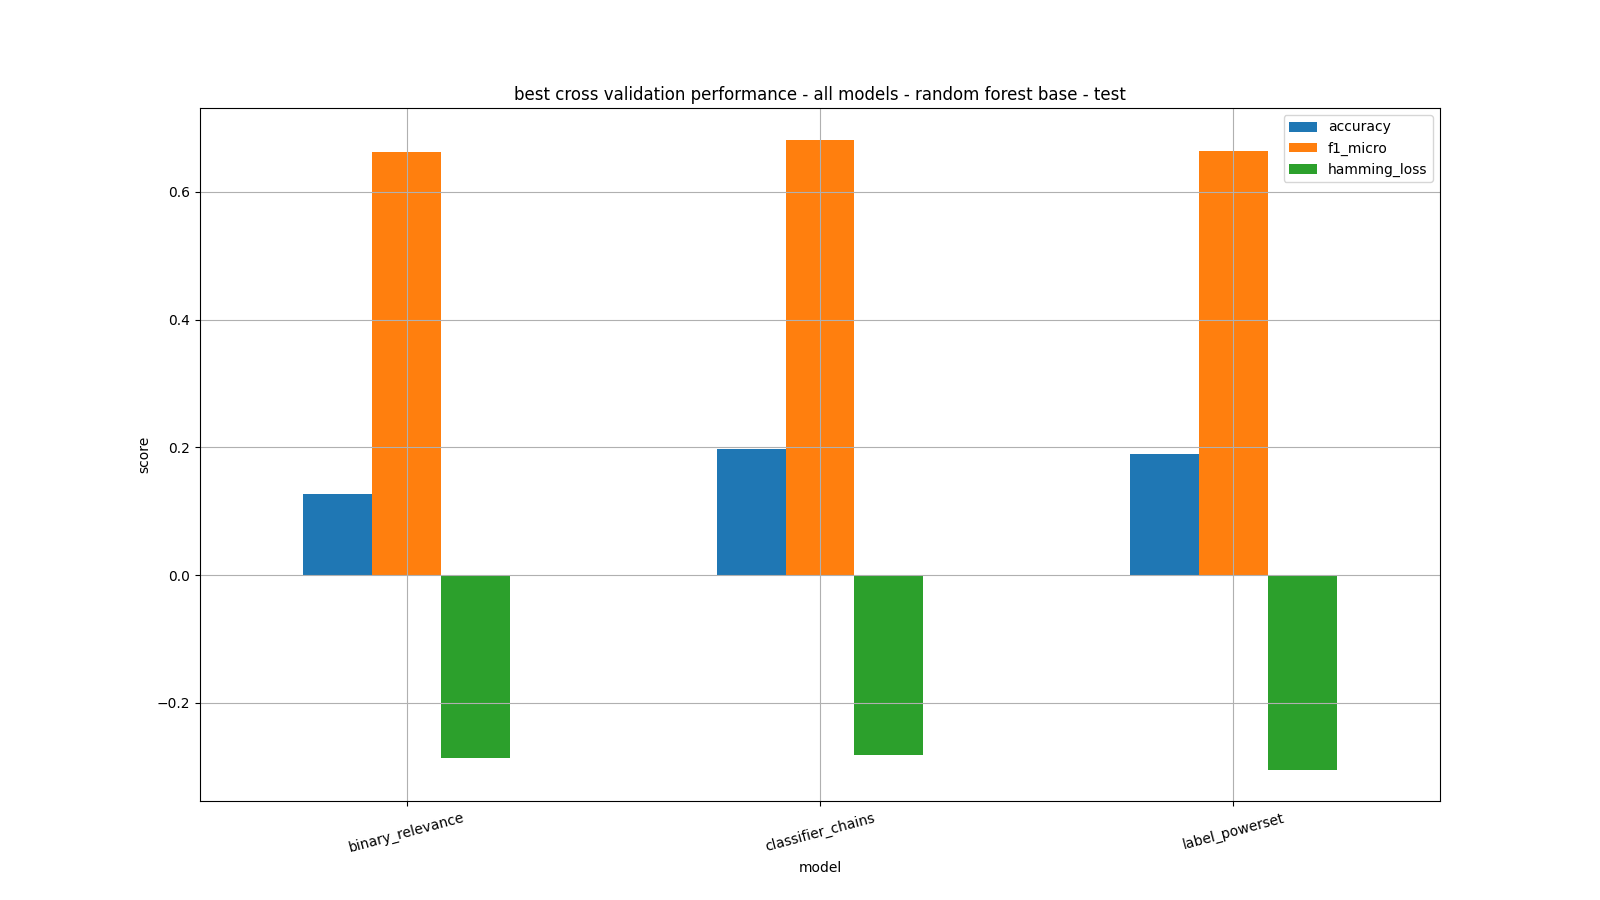 best cross validation performance - all models - random forest base - test
accuracy
f1_micro
hamming_loss
0.6
0.4
0.2
0.0
−0.2
score
binary_relevance
classifier_chains
label_powerset
model